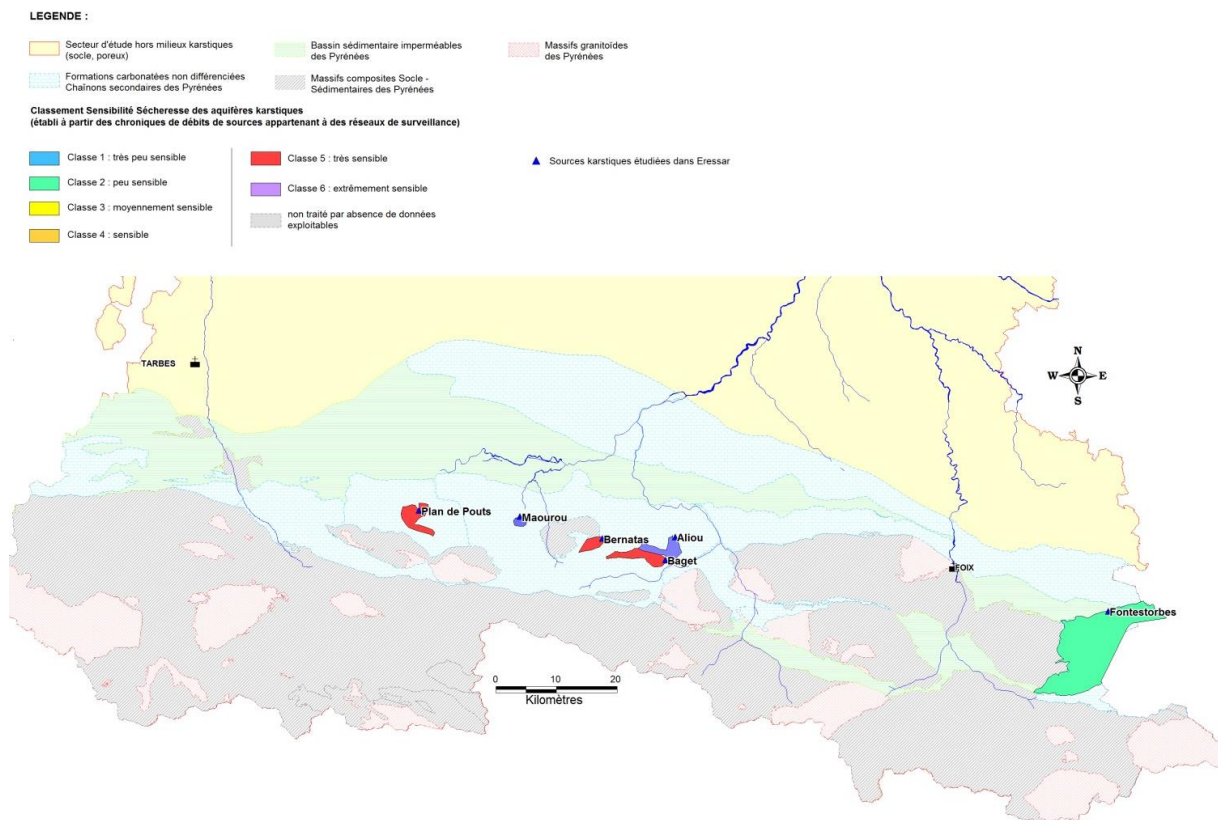 LEGENDE :
Secteur d'étude hors milieux karstiques
(socle, poreux)
Bassin sédimentaire imperméables
des Pyrénées
Massifs granitoïdes
des Pyrénées
Formations carbonatées non différenciées
Chaînons secondaires des Pyrénées
Massifs composites Socle -
Sédimentaires des Pyrénées
Classement Sensibilité Sécheresse des aquifères karstiques
(établi à partir des chroniques de débits de sources appartenant à des réseaux de surveillance)
Classe 1 : très peu sensible
Classe 2 : peu sensible
Classe 3 : moyennement sensible
Classe 4 : sensible
Classe 5 : très sensible
Classe 6 : extrêmement sensible
non traité par absence de données
exploitables
Sources karstiques étudiées dans Eressar
TARBES
N
W E
S
Plan de Pouts
Maourou
Bernatas
Aliou
Baget
FOIX
Fontestorbes
0 10 20
Kilomètres